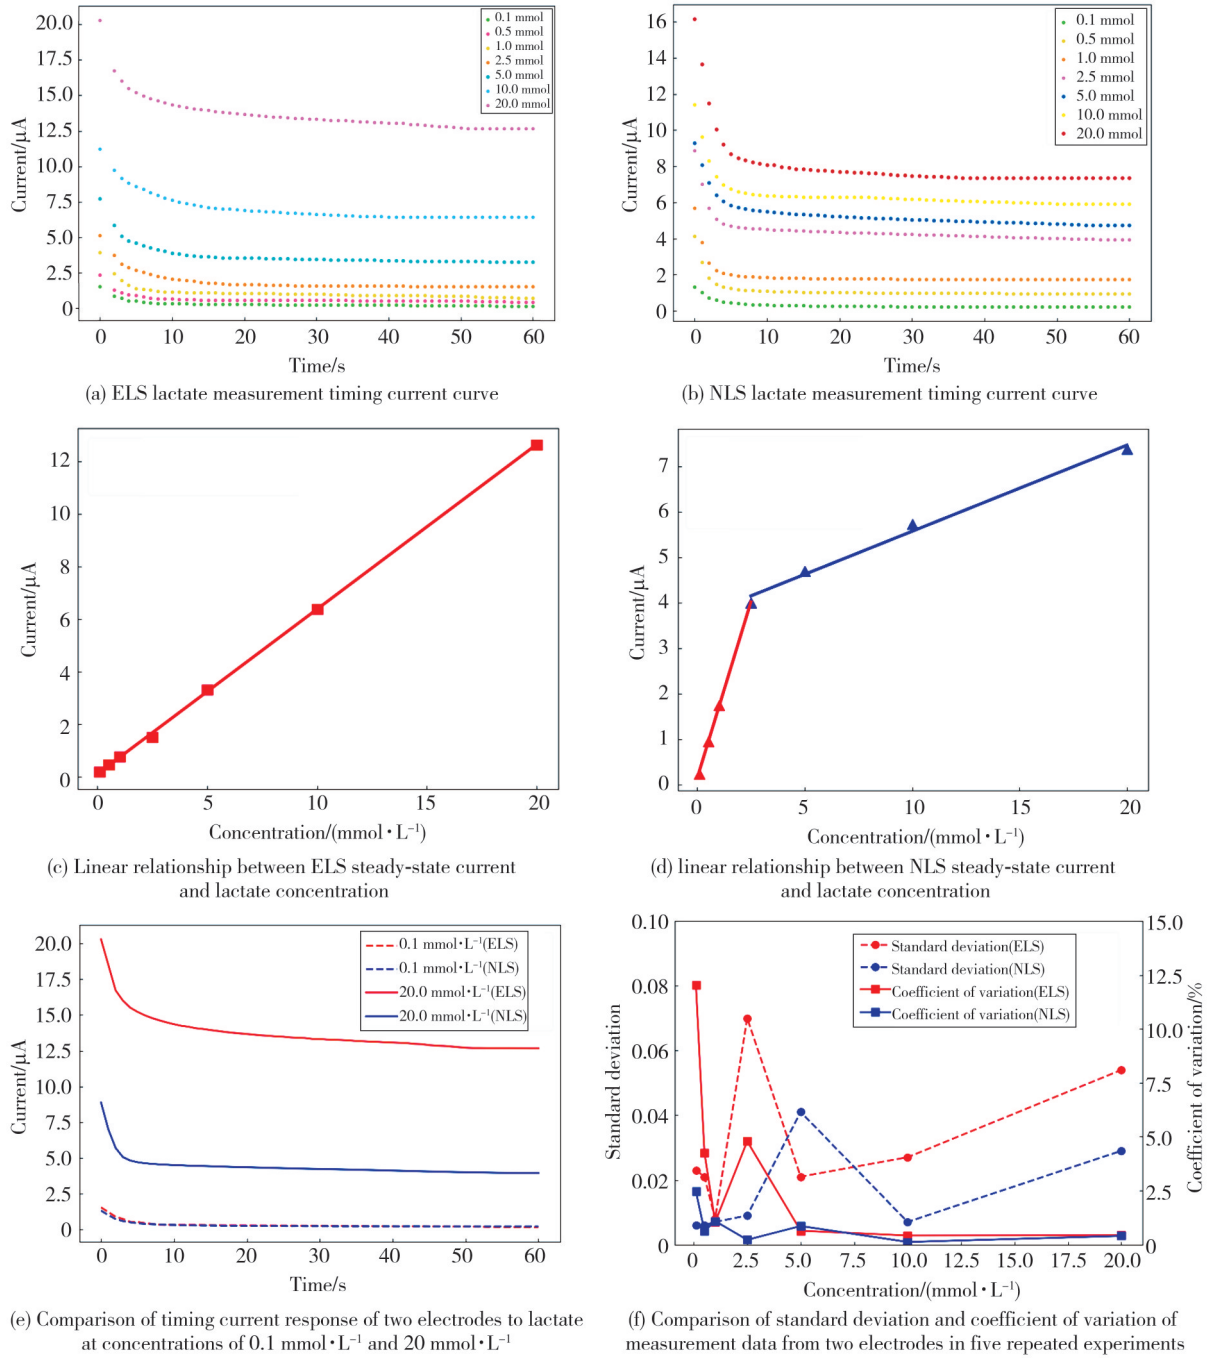 20.0
17.5
15.0
12.5
10.0
7.5
5.0
2.5
0
Current/μA
0.1 mmol
0.5 mmol
1.0 mmol
2.5 mmol
5.0 mmol
10.0 mmol
20.0 mmol
0 10 20 30 40 50 60
Time/s
(a) ELS lactate measurement timing current curve
16
14
12
10
8
6
4
2
0
Current/μA
0.1 mmol
0.5 mmol
1.0 mmol
2.5 mmol
5.0 mmol
10.0 mmol
20.0 mmol
0 10 20 30 40 50 60
Time/s
(b) NLS lactate measurement timing current curve
12
10
8
6
4
2
0
Current/μA
0 5 10 15 20
Concentration/(mmol·L⁻¹)
(c) Linear relationship between ELS steady-state current
and lactate concentration
7
6
5
4
3
2
1
0
Current/μA
0 5 10 15 20
Concentration/(mmol·L⁻¹)
(d) linear relationship between NLS steady-state current
and lactate concentration
20.0
17.5
15.0
12.5
10.0
7.5
5.0
2.5
0
Current/μA
0.1 mmol·L⁻¹(ELS)
0.1 mmol·L⁻¹(NLS)
20.0 mmol·L⁻¹(ELS)
20.0 mmol·L⁻¹(NLS)
0 10 20 30 40 50 60
Time/s
(e) Comparison of timing current response of two electrodes to lactate
at concentrations of 0.1 mmol·L⁻¹ and 20 mmol·L⁻¹
0.10
0.08
0.06
0.04
0.02
0
Standard deviation
Standard deviation(ELS)
Standard deviation(NLS)
Coefficient of variation(ELS)
Coefficient of variation(NLS)
15.0
12.5
10.0
7.5
5.0
2.5
0
Coefficient of variation/%
0 2.5 5.0 7.5 10.0 12.5 15.0 17.5 20.0
Concentration/(mmol·L⁻¹)
(f) Comparison of standard deviation and coefficient of variation of
measurement data from two electrodes in five repeated experiments